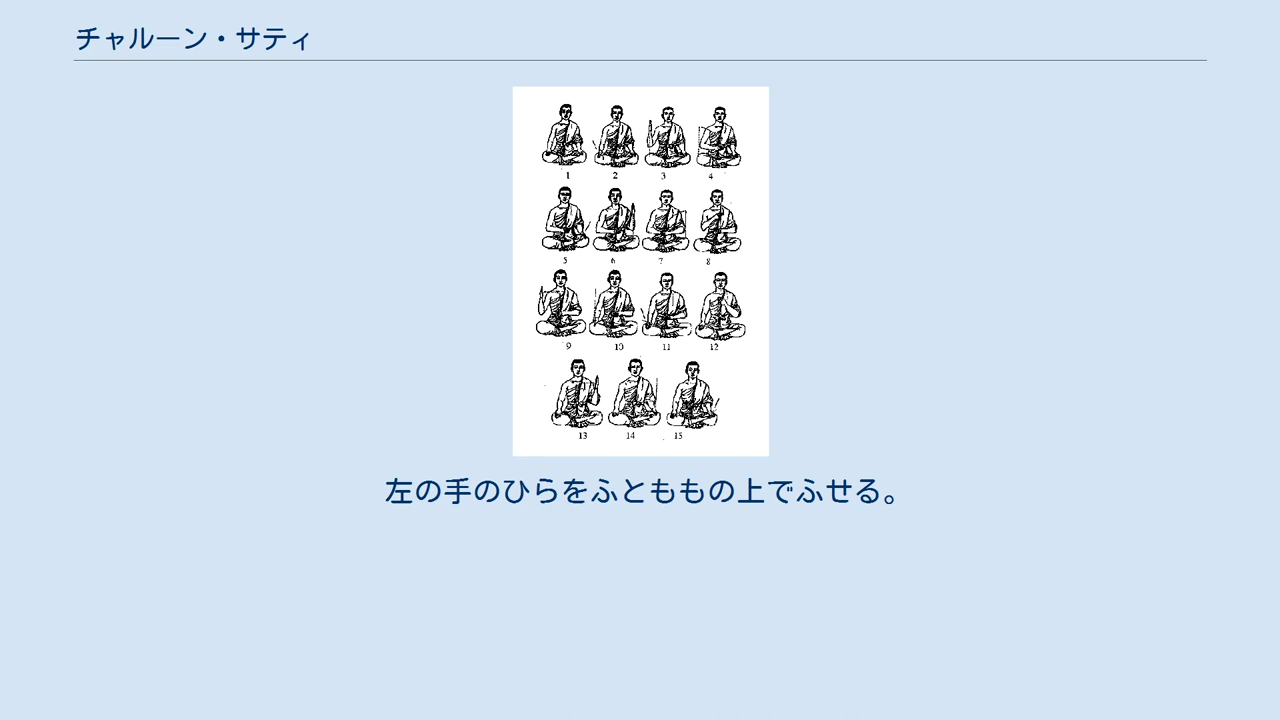 チャルーン・サティ
1 2 3 4
5 6 7 8
9 10 11 12
13 14 15
左の手のひらをふとももの上でふせる。